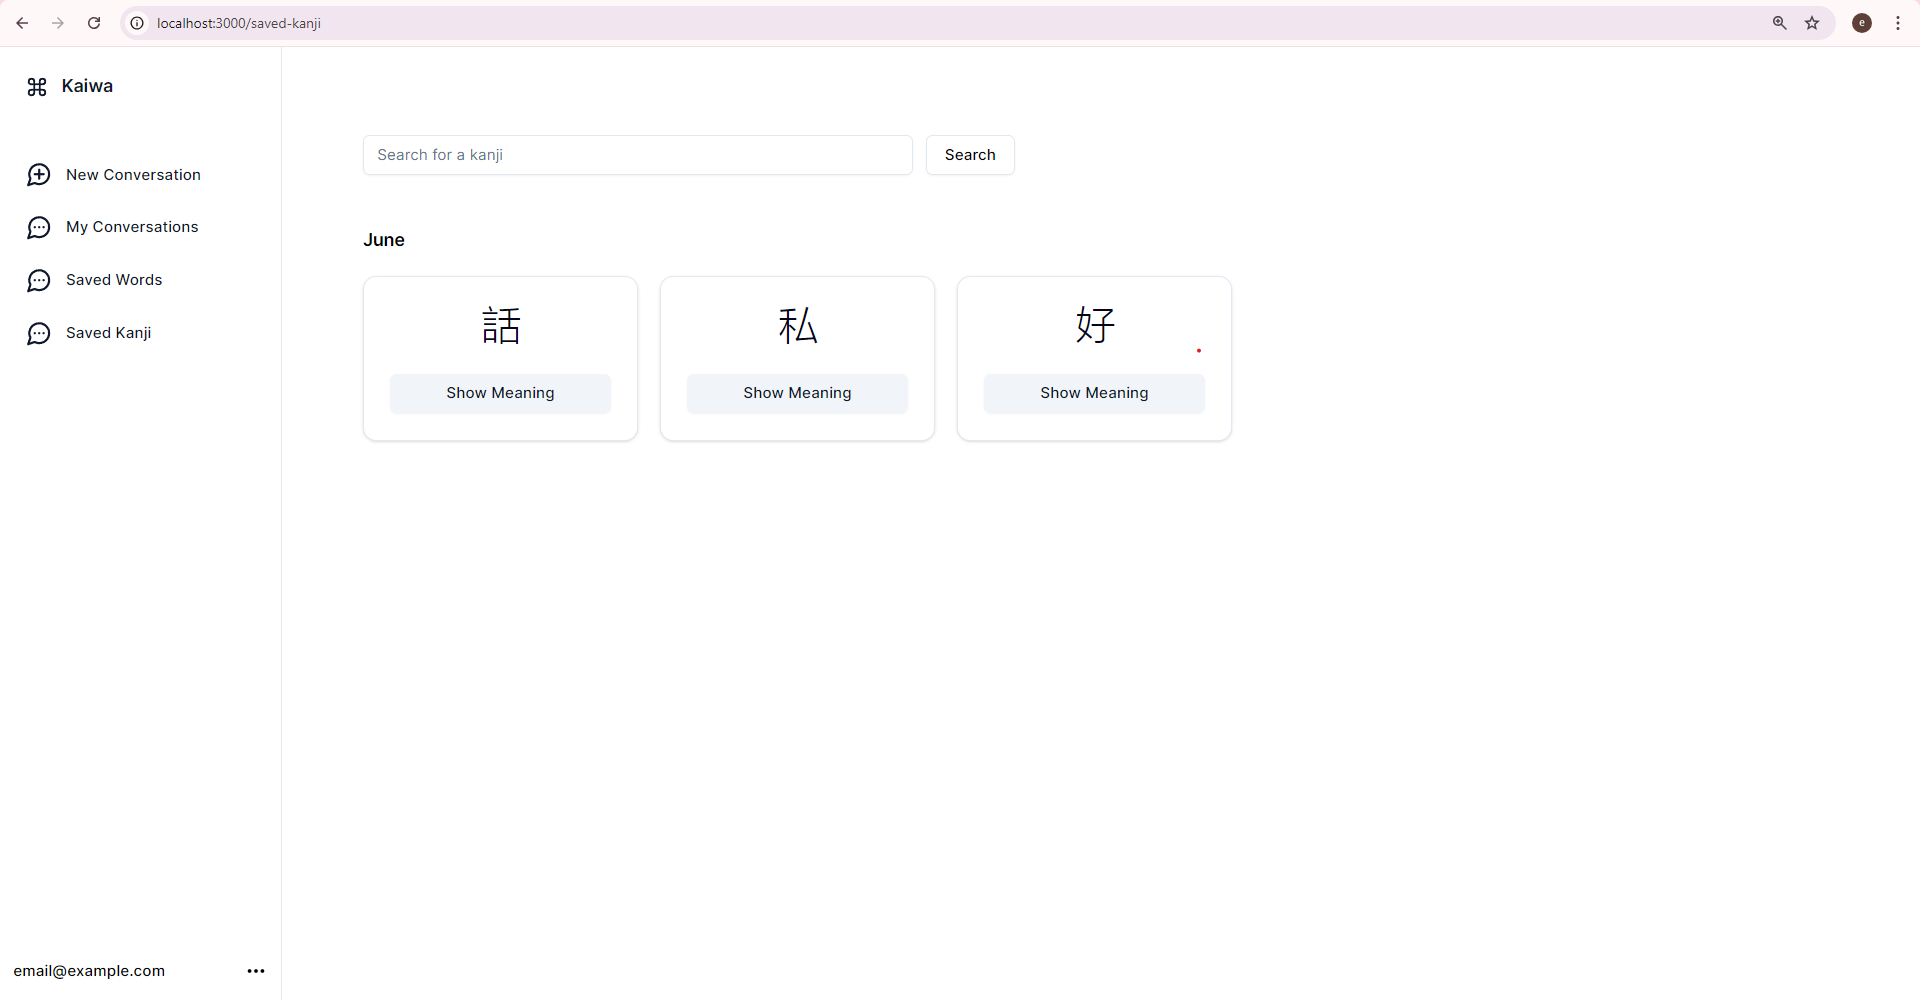 localhost:3000/saved-kanji
e
Kaiwa
New Conversation
My Conversations
Saved Words
Saved Kanji
email@example.com
Search for a kanji
Search
June
話
Show Meaning
私
Show Meaning
好
Show Meaning